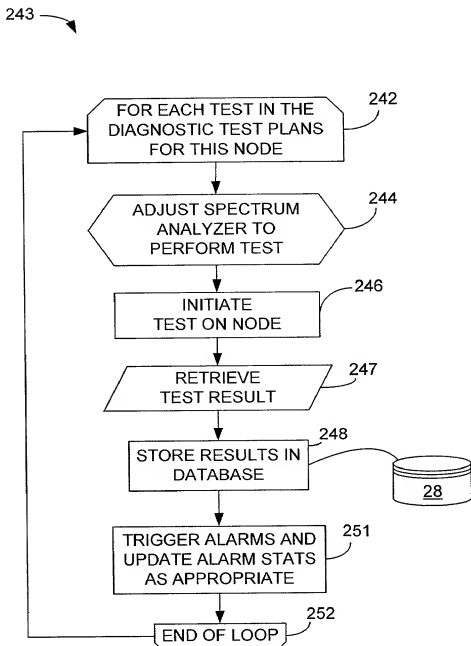 243
FOR EACH TEST IN THE
DIAGNOSTIC TEST PLANS
FOR THIS NODE
242
ADJUST SPECTRUM
ANALYZER TO
PERFORM TEST
244
INITIATE
TEST ON NODE
246
RETRIEVE
TEST RESULT
247
STORE RESULTS IN
DATABASE
248
28
TRIGGER ALARMS AND
UPDATE ALARM STATS
AS APPROPRIATE
251
END OF LOOP
252